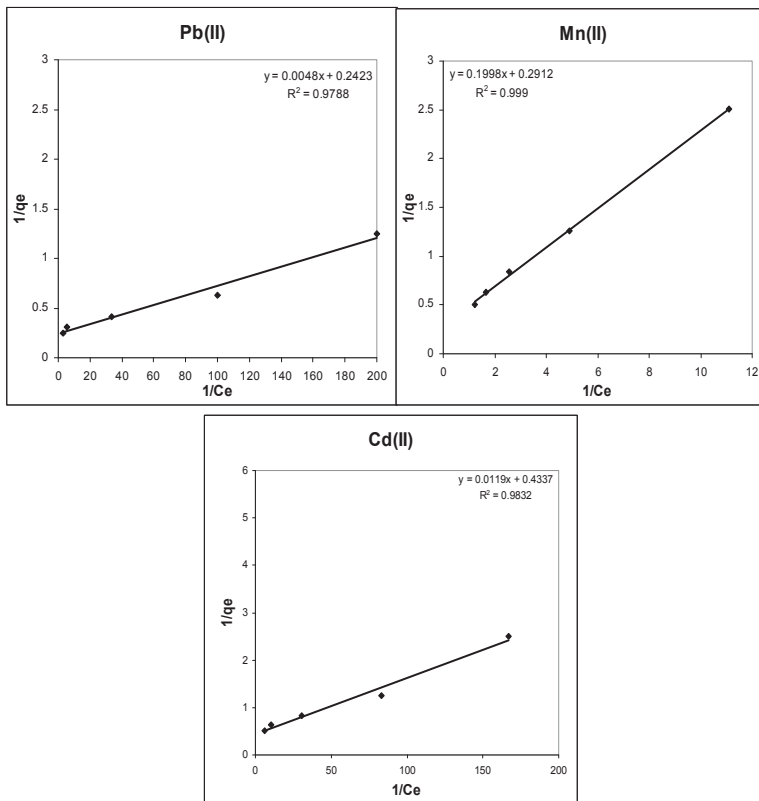 Pb(II)
y = 0.0048x + 0.2423
R² = 0.9788
3
2.5
2
1.5
1
0.5
0
1/qe
0 20 40 60 80 100 120 140 160 180 200
1/Ce
Mn(II)
y = 0.1998x + 0.2912
R² = 0.999
3
2.5
2
1.5
1
0.5
0
1/qe
0 2 4 6 8 10 12
1/Ce
Cd(II)
y = 0.0119x + 0.4337
R² = 0.9832
6
5
4
3
2
1
0
1/qe
0 50 100 150 200
1/Ce